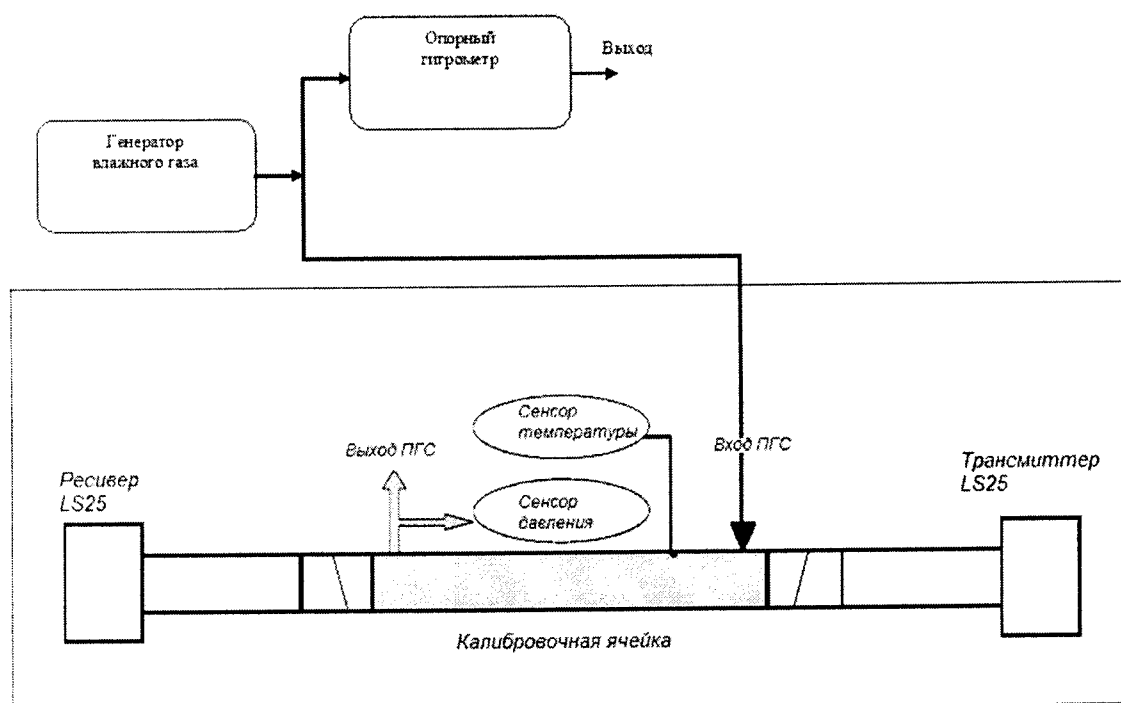 Опорный
гигрометр
Выход
Генератор
влажного газа
Сенсор
температуры
Выход ПГС
Вход ПГС
Ресивер
LS25
Трансмиттер
LS25
Сенсор
давления
Калибровочная ячейка